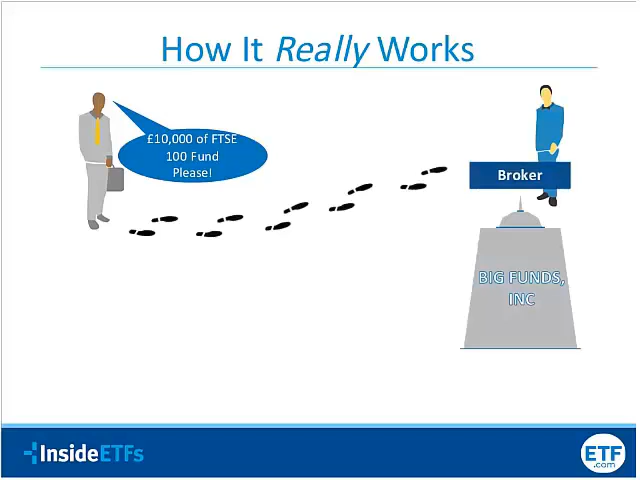 How It Really Works
£10,000 of FTSE
100 Fund
Please!
Broker
BIG FUNDS,
INC
InsideETFs
ETF
.com